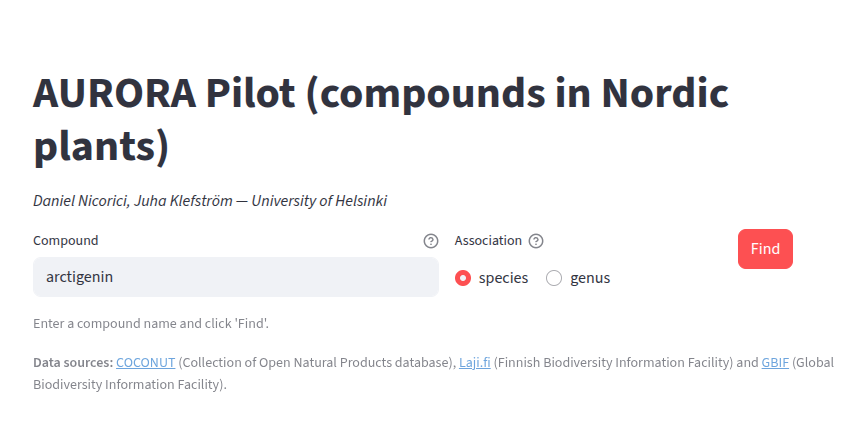 AURORA Pilot (compounds in Nordic
plants)
Daniel Nicorici, Juha Klefström — University of Helsinki
Compound
Association
Find
arctigenin
species
genus
Enter a compound name and click 'Find'.
Data sources: COCONUT (Collection of Open Natural Products database), Laji.fi (Finnish Biodiversity Information Facility) and GBIF (Global
Biodiversity Information Facility).